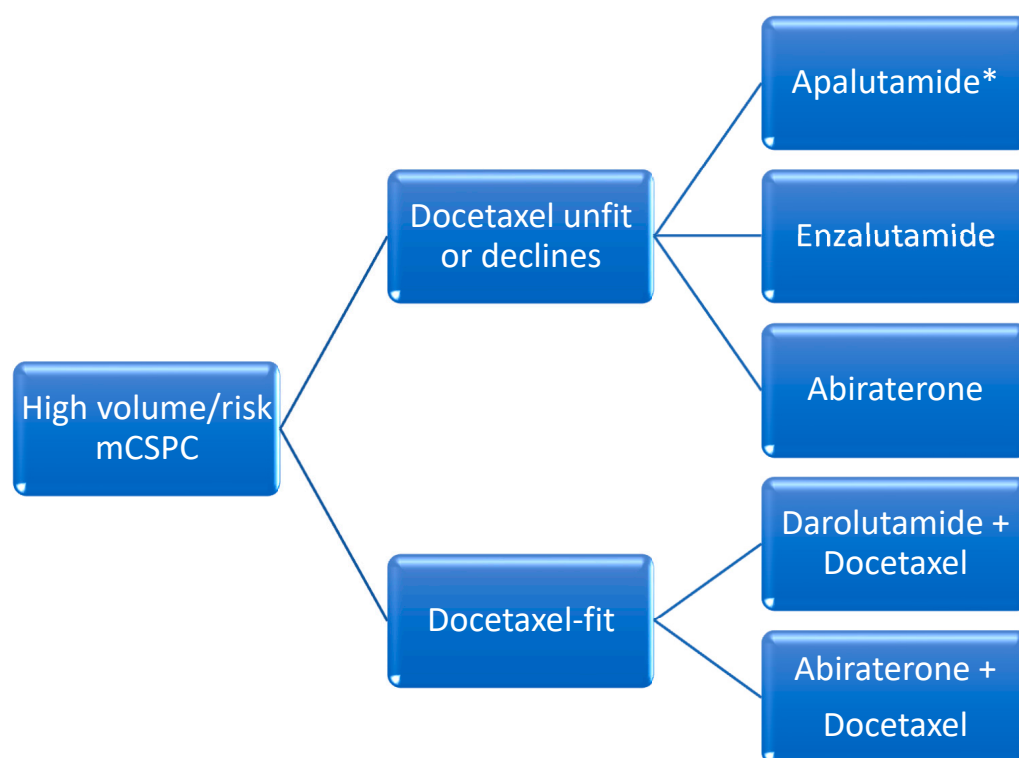 High volume/risk
mCSPC
Docetaxel unfit
or declines
Docetaxel-fit
Apalutamide*
Enzalutamide
Abiraterone
Darolutamide +
Docetaxel
Abiraterone +
Docetaxel